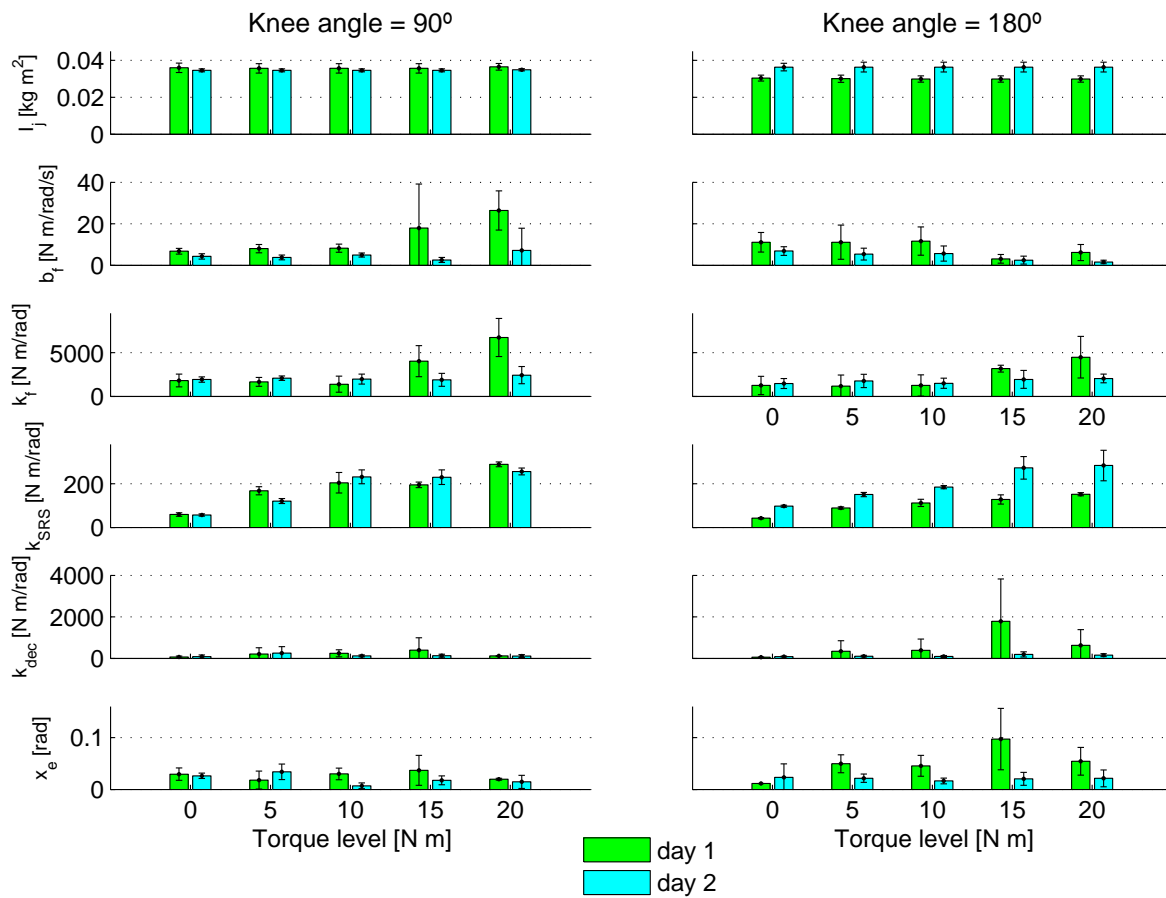 Knee angle = 90º
Knee angle = 180º
I_j [kg m²]
0.04
0.02
0
b_f [N m/rad/s]
40
20
0
k_f [N m/rad]
5000
0
0 5 10 15 20
k_SRS [N m/rad]
200
0
k_dec [N m/rad]
4000
2000
0
x_e [rad]
0.1
0
0 5 10 15 20
0 5 10 15 20
Torque level [N m]
Torque level [N m]
day 1
day 2